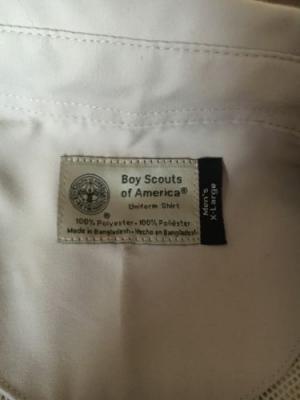 Boy Scouts
of America®
Uniform Shirt
®
100% Polyester • 100% Poliéster
Made in Bangladesh • Hecho en Bangladesh
Men's
X-Large